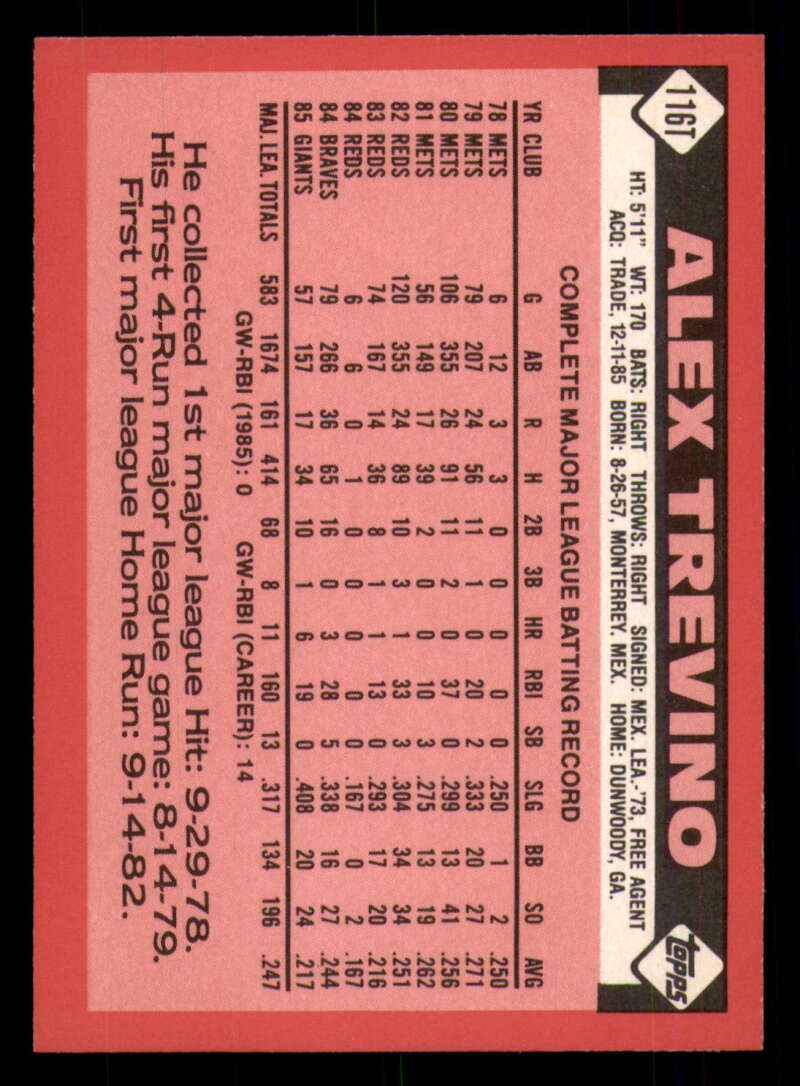 116T
ALEX TREVINO
topps
HT: 5'11" WT: 170 BATS: RIGHT THROWS: RIGHT SIGNED: MEX. LEA.-'73, FREE AGENT
ACQ: TRADE, 12-11-85 BORN: 8-26-57, MONTERREY, MEX. HOME: DUNWOODY, GA.
COMPLETE MAJOR LEAGUE BATTING RECORD
YR CLUB G AB R H 2B 3B HR RBI SB SLG BB SO AVG
78 METS 6 12 3 3 0 0 0 0 0 .250 1 2 .250
79 METS 79 207 24 56 11 1 0 20 2 .333 20 27 .271
80 METS 106 355 26 91 11 2 0 37 0 .299 13 41 .256
81 METS 56 149 17 39 2 0 0 10 3 .275 13 19 .262
82 REDS 120 355 24 89 10 3 1 33 3 .304 34 34 .251
83 REDS 74 167 14 36 8 1 1 13 0 .293 17 20 .216
84 REDS 6 6 0 1 0 0 0 0 0 .167 0 2 .167
84 BRAVES 79 266 36 65 16 0 3 28 5 .338 16 27 .244
85 GIANTS 57 157 17 34 10 1 6 19 0 .408 20 24 .217
MAJ. LEA. TOTALS 583 1674 161 414 68 8 11 160 13 .317 134 196 .247
GW-RBI (1985): 0 GW-RBI (CAREER): 14
He collected 1st major league Hit: 9-29-78.
His first 4-Run major league game: 8-14-79.
First major league Home Run: 9-14-82.